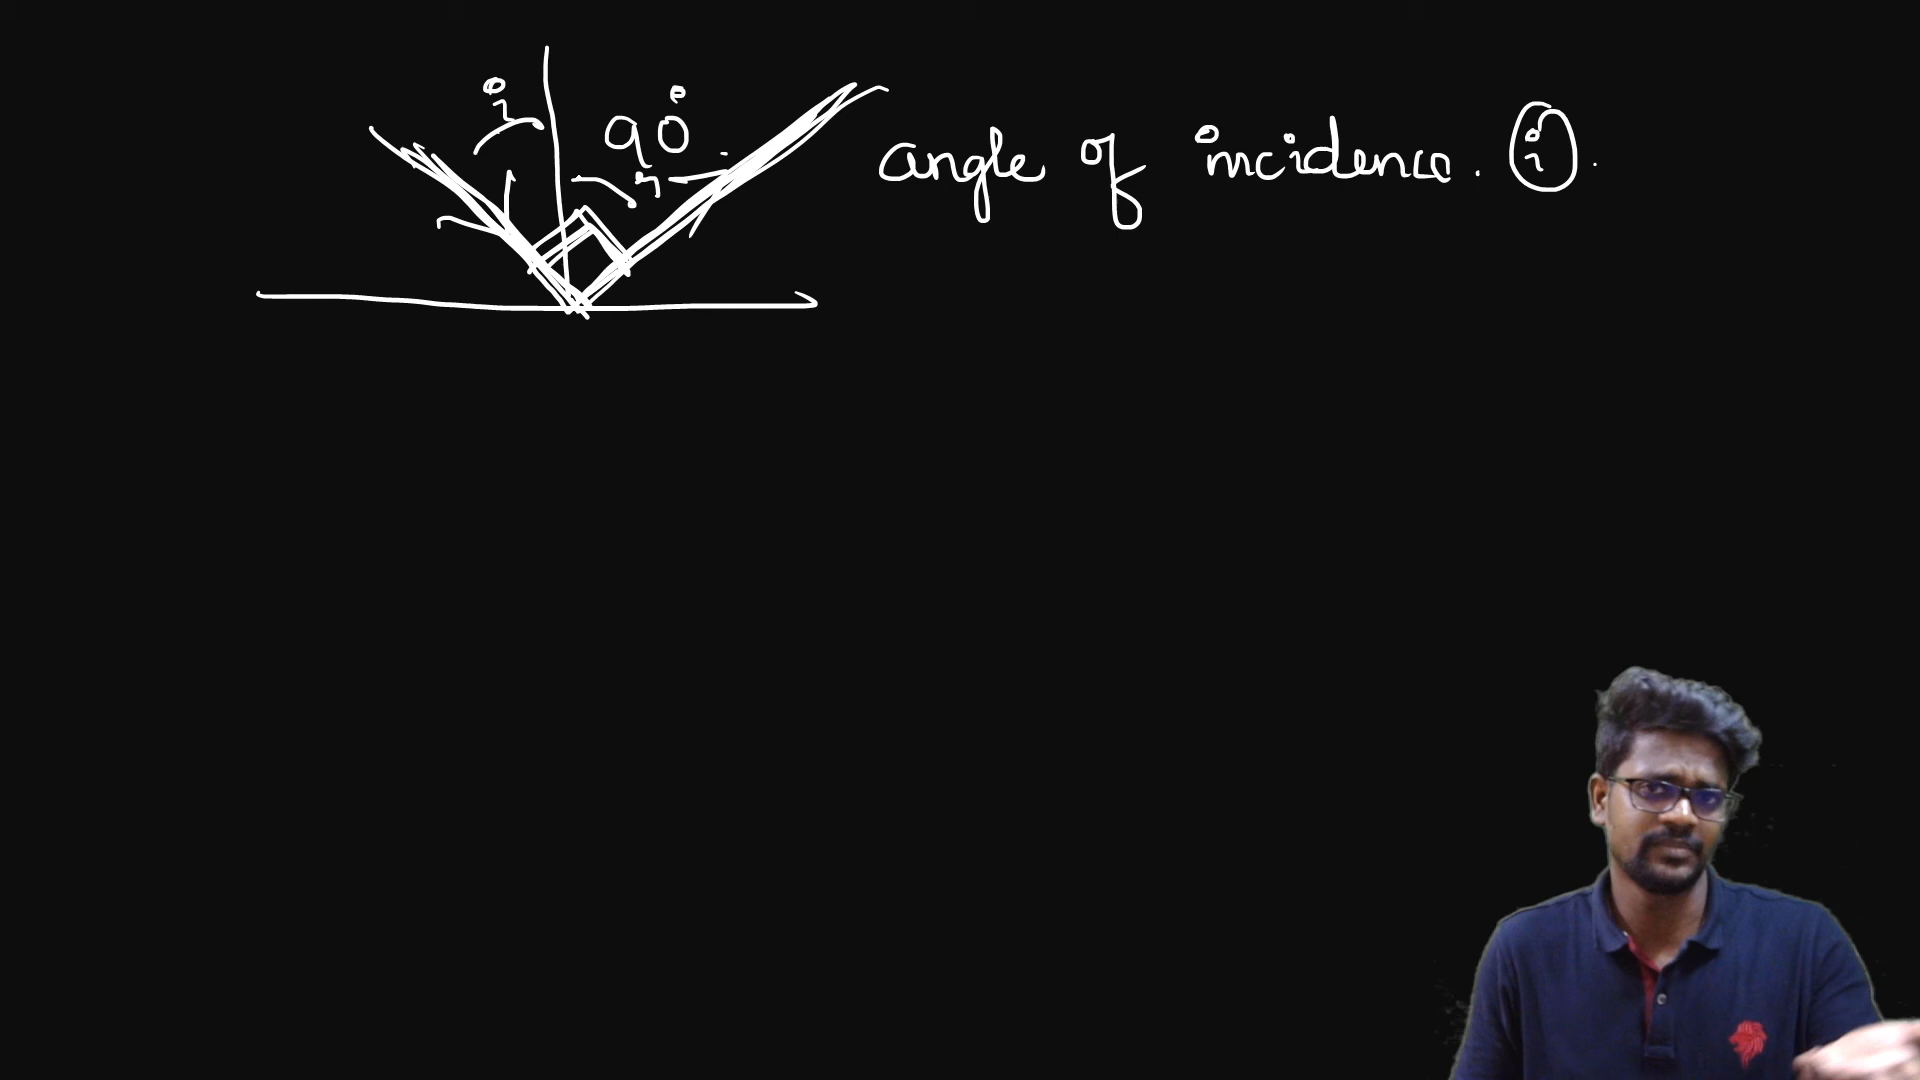 i
90°
r
angle of incidence. i